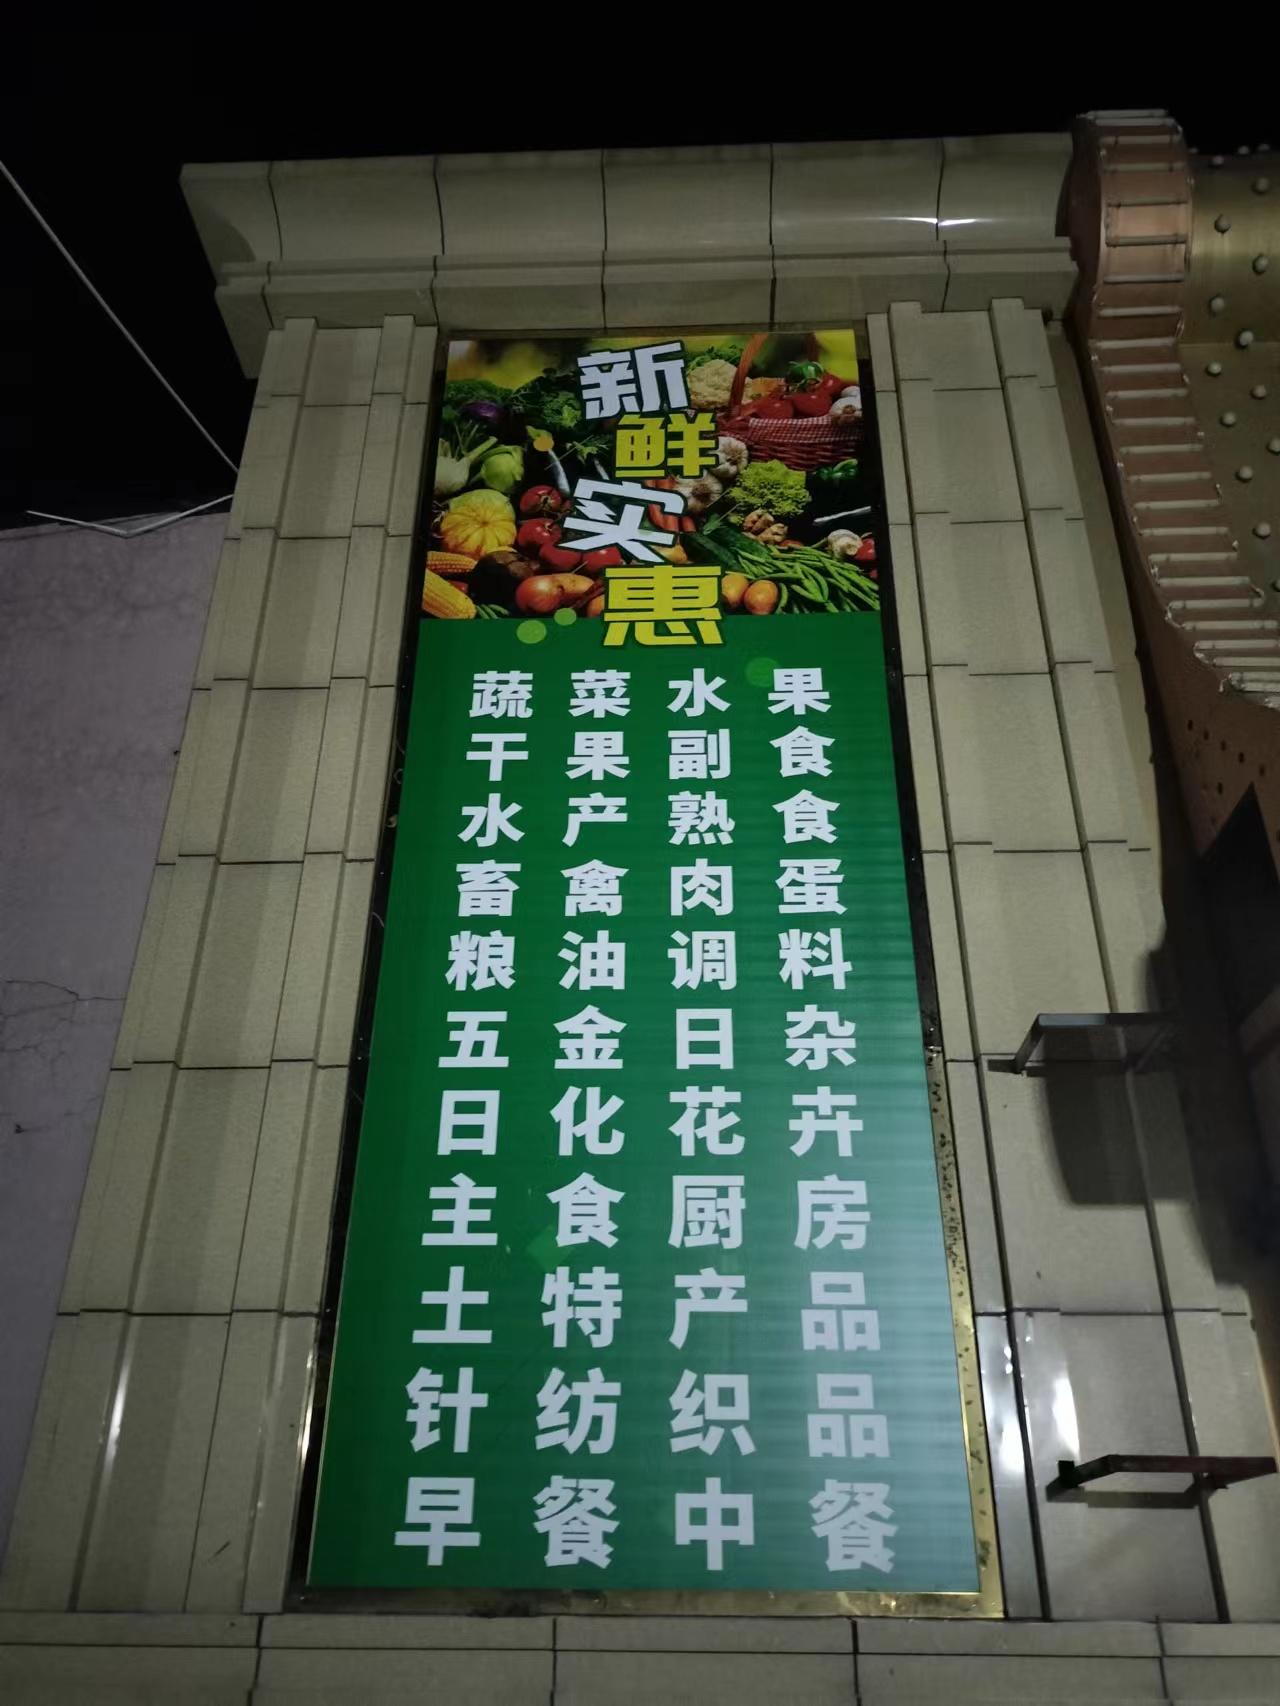 新
鲜
实
惠
蔬菜水果
干果副食
水产熟食
畜禽肉蛋
粮油调料
五金日杂
日化花卉
主食厨房
土特产品
针纺织品
早餐中餐